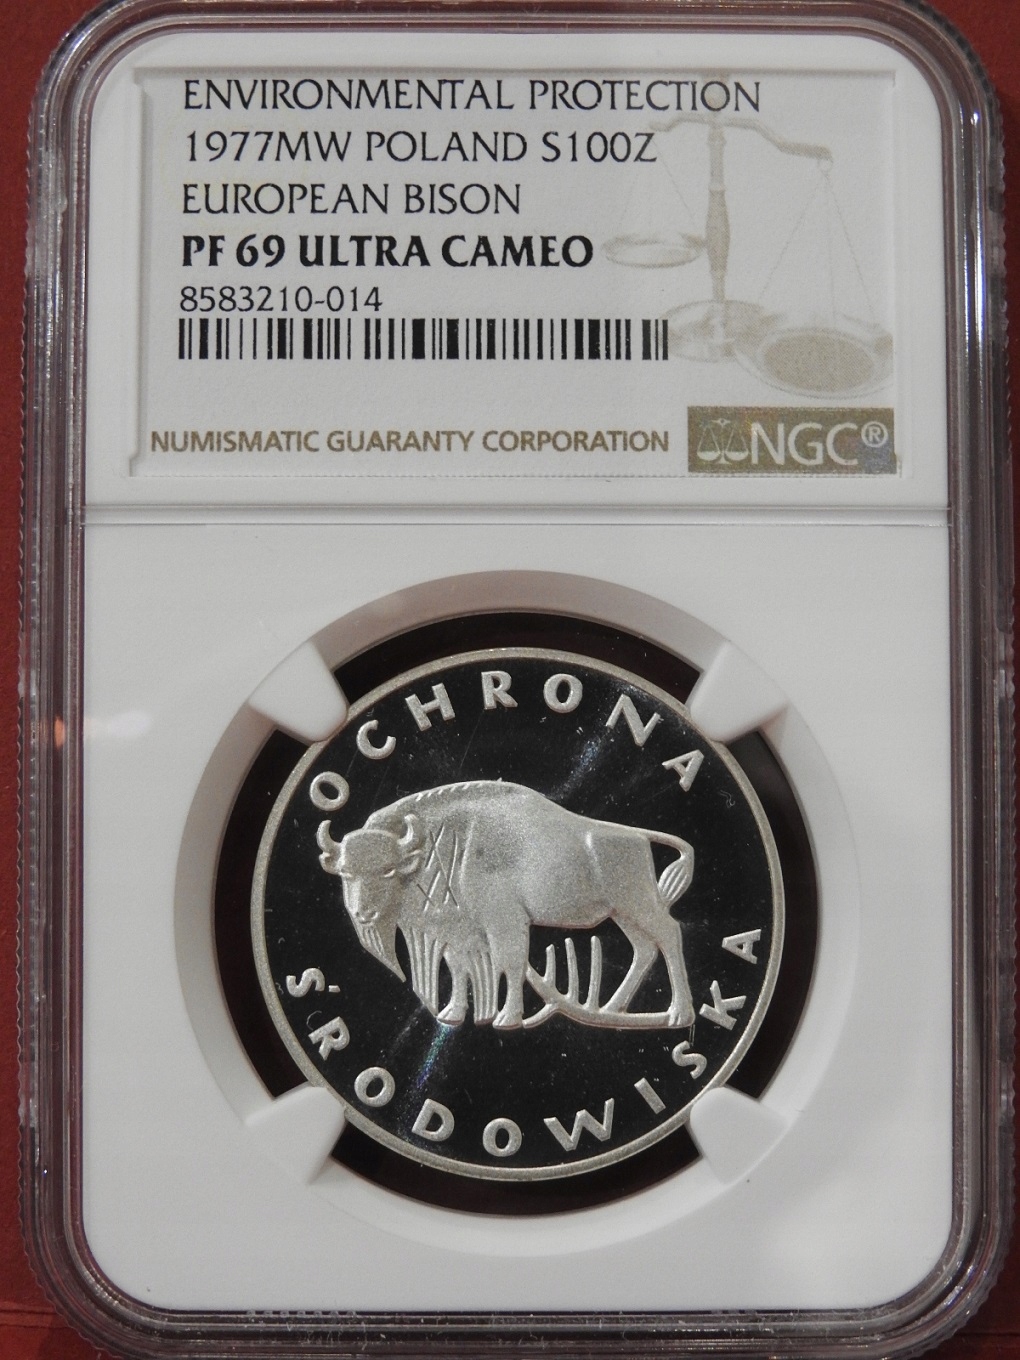 ENVIRONMENTAL PROTECTION
1977MW POLAND S100Z
EUROPEAN BISON
PF 69 ULTRA CAMEO
8583210-014
NUMISMATIC GUARANTY CORPORATION
NGC®
OCHRONA
ŚRODOWISKA